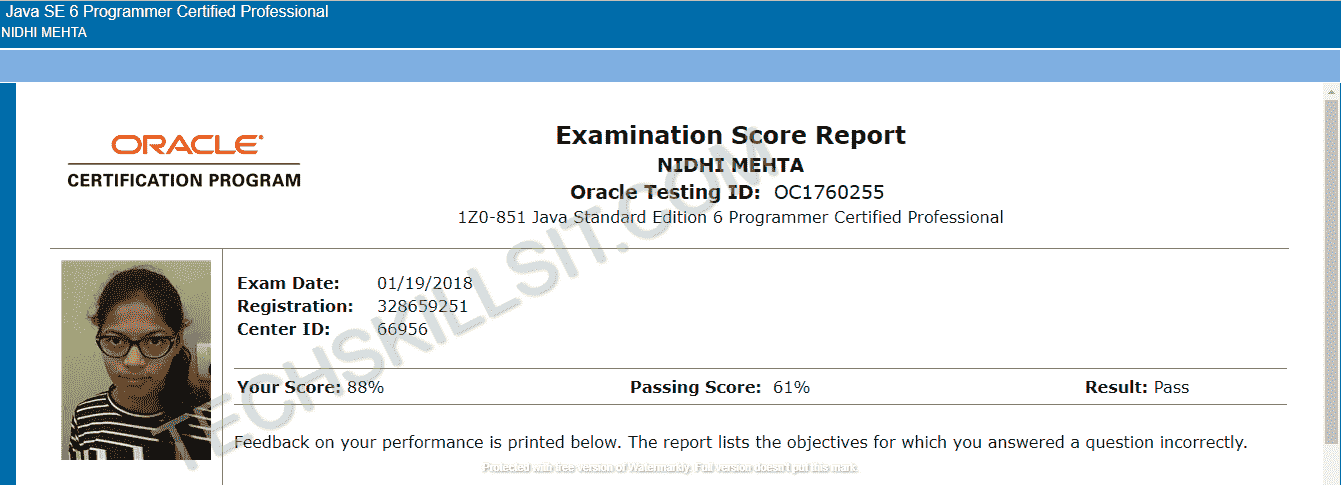 Java SE 6 Programmer Certified Professional
NIDHI MEHTA
ORACLE
CERTIFICATION PROGRAM
Examination Score Report
NIDHI MEHTA
Oracle Testing ID: OC1760255
1Z0-851 Java Standard Edition 6 Programmer Certified Professional
Exam Date: 01/19/2018
Registration: 328659251
Center ID: 66956
Your Score: 88% Passing Score: 61% Result: Pass
Feedback on your performance is printed below. The report lists the objectives for which you answered a question incorrectly.
TECHSKILLSIT.COM
Protected with free version of Watermarkly. Full version doesn't put this mark.